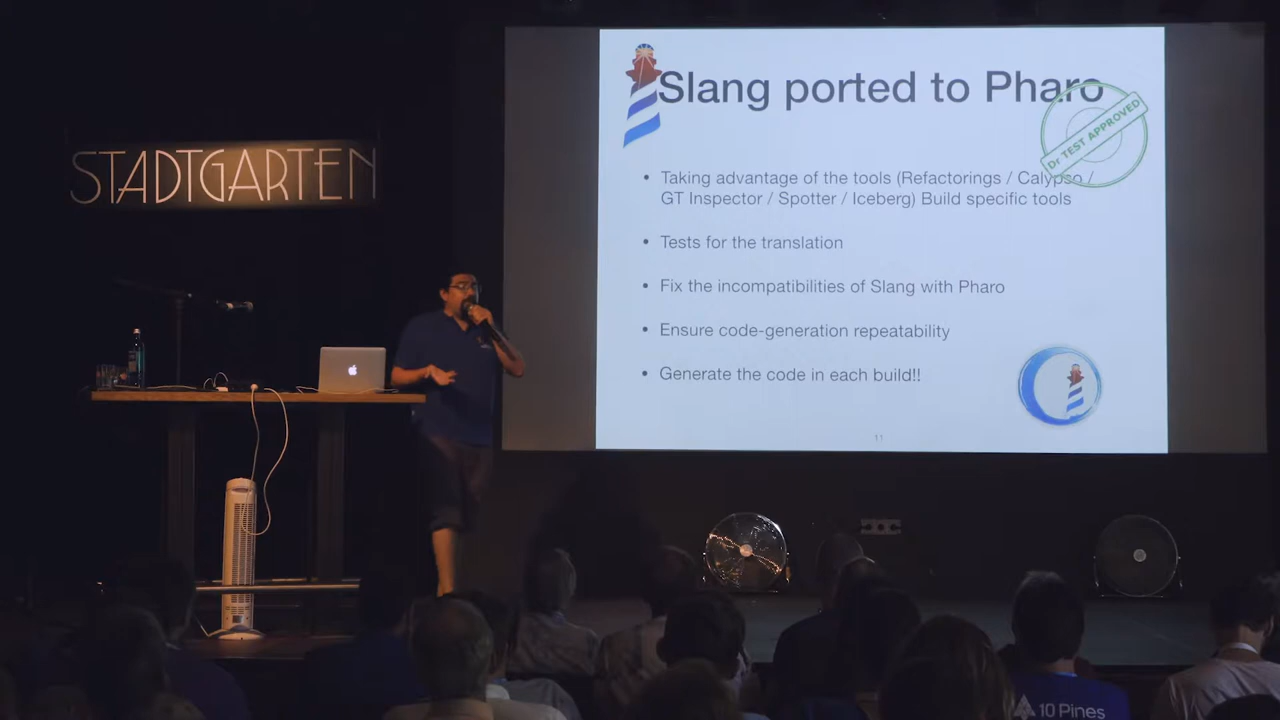 STADTGARTEN
Slang ported to Pharo
Dr TEST APPROVED
• Taking advantage of the tools (Refactorings / Calypso /
GT Inspector / Spotter / Iceberg) Build specific tools
• Tests for the translation
• Fix the incompatibilities of Slang with Pharo
• Ensure code-generation repeatability
• Generate the code in each build!!
11
10 Pines